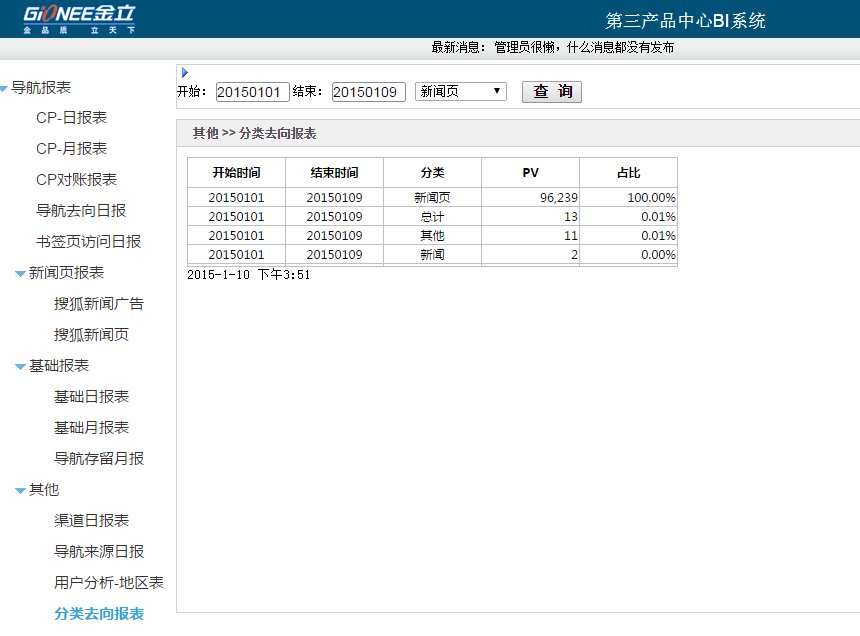 GiONEE金立
金 品 质 立 天 下
第三产品中心BI系统
最新消息： 管理员很懒，什么消息都没有发布
导航报表
CP-日报表
CP-月报表
CP对账报表
导航去向日报
书签页访问日报
新闻页报表
搜狐新闻广告
搜狐新闻页
基础报表
基础日报表
基础月报表
导航存留月报
其他
渠道日报表
导航来源日报
用户分析-地区表
分类去向报表
开始： 20150101 结束： 20150109 新闻页 查 询
其他 >> 分类去向报表
开始时间 结束时间 分类 PV 占比
20150101 20150109 新闻页 96,239 100.00%
20150101 20150109 总计 13 0.01%
20150101 20150109 其他 11 0.01%
20150101 20150109 新闻 2 0.00%
2015-1-10 下午3:51